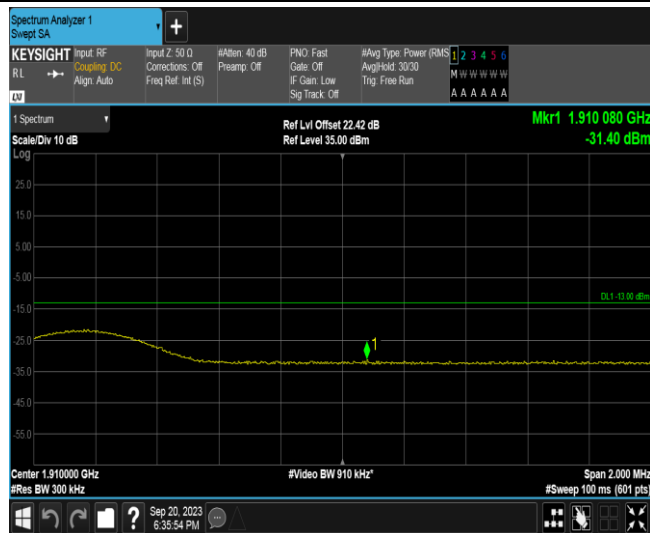 Spectrum Analyzer 1
Swept SA
KEYSIGHT
RL
LXI
Input: RF
Coupling: DC
Align: Auto
Input Z: 50 Ω
Corrections: Off
Freq Ref: Int (S)
#Atten: 40 dB
Preamp: Off
PNO: Fast
Gate: Off
IF Gain: Low
Sig Track: Off
#Avg Type: Power (RMS
Avg|Hold: 30/30
Trig: Free Run
1 2 3 4 5 6
M W W W W W
A A A A A A
1 Spectrum
Scale/Div 10 dB
Log
Ref Lvl Offset 22.42 dB
Ref Level 35.00 dBm
Mkr1 1.910 080 GHz
-31.40 dBm
25.0
15.0
5.00
-5.00
-15.0
-25.0
-35.0
-45.0
-55.0
DL1 -13.00 dBm
1
Center 1.910000 GHz
#Res BW 300 kHz
#Video BW 910 kHz*
Span 2.000 MHz
#Sweep 100 ms (601 pts)
?
Sep 20, 2023
6:35:54 PM